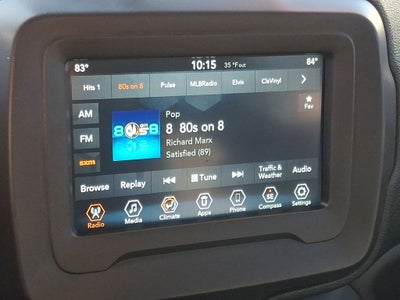 83° 10:15 35 °F out 84°
Hits 1 80s on 8 Pulse MLBRadio Elvis ClsVinyl
AM
FM
sxm
Pop
8 80s on 8
Richard Marx
Satisfied (89)
Fav
Browse Replay Tune Traffic & Weather Audio
Radio Media Climate Apps Phone SE Compass Settings